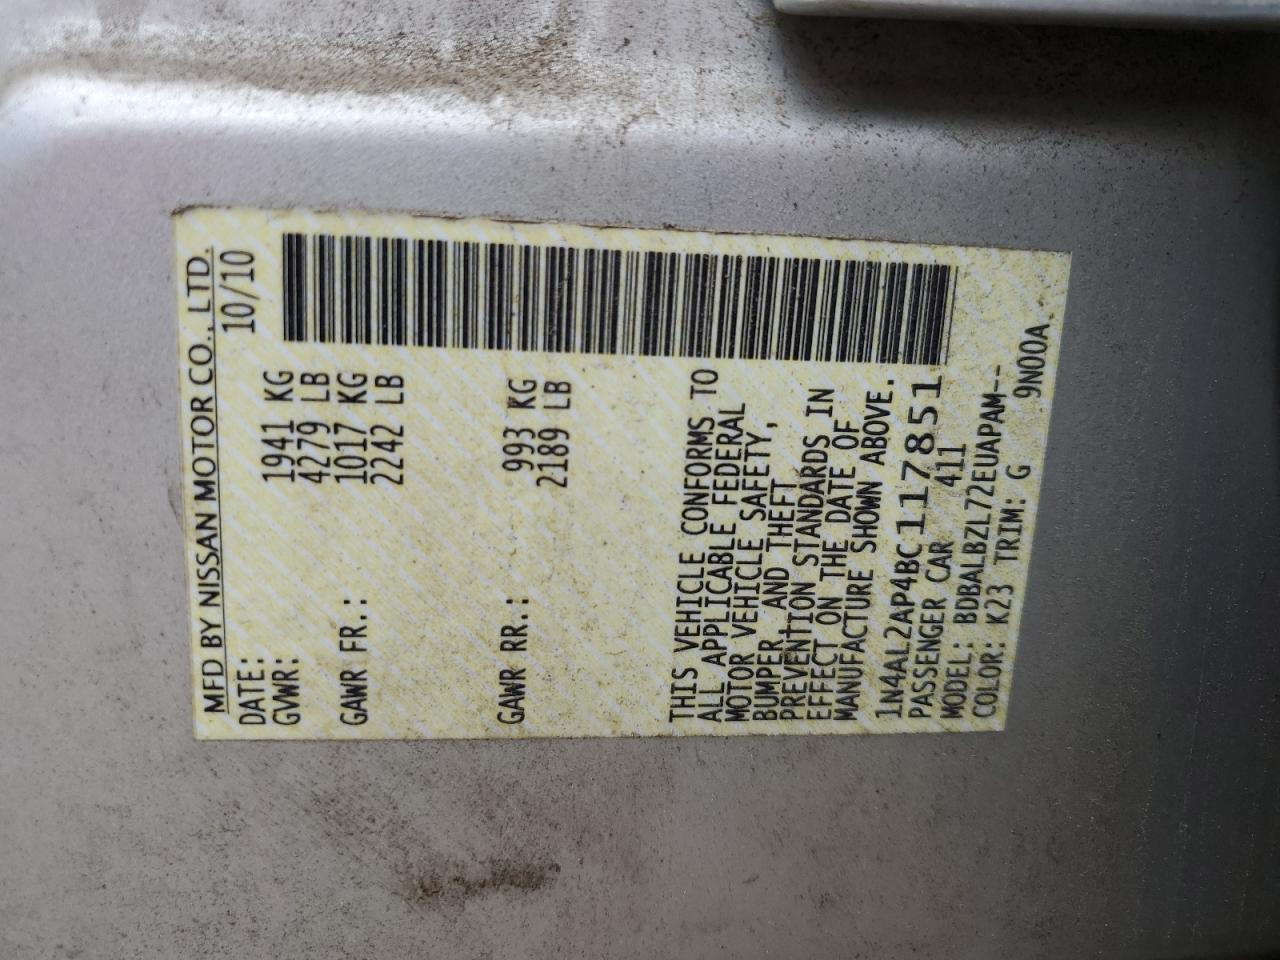 MFD BY NISSAN MOTOR CO., LTD.
DATE: 10/10
GVWR: 1941 KG
4279 LB
GAWR FR.: 1017 KG
2242 LB
GAWR RR.: 993 KG
2189 LB
THIS VEHICLE CONFORMS TO
ALL APPLICABLE FEDERAL
MOTOR VEHICLE SAFETY,
BUMPER, AND THEFT
PREVENTION STANDARDS IN
EFFECT ON THE DATE OF
MANUFACTURE SHOWN ABOVE.
1N4AL2AP4BC117851
PASSENGER CAR 411
MODEL: BDBALBZL72EUAPAM--
COLOR: K23 TRIM: G 9N00A